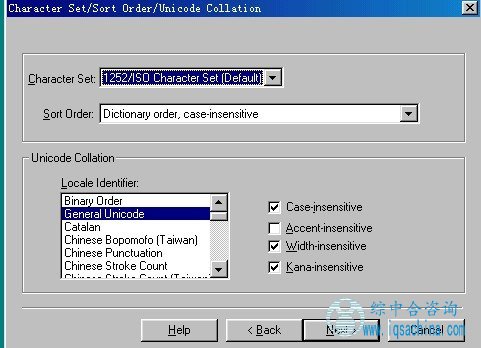 Character Set/Sort Order/Unicode Collation
Character Set: 1252/ISO Character Set (Default)
Sort Order: Dictionary order, case-insensitive
Unicode Collation
Locale Identifier:
Binary Order
General Unicode
Catalan
Chinese Bopomofo (Taiwan)
Chinese Punctuation
Chinese Stroke Count
Chinese Stroke Count (Taiwan)
Case-insensitive
Accent-insensitive
Width-insensitive
Kana-insensitive
综中合咨询
www.iqsachina.com
Help
< Back
Next >
Cancel